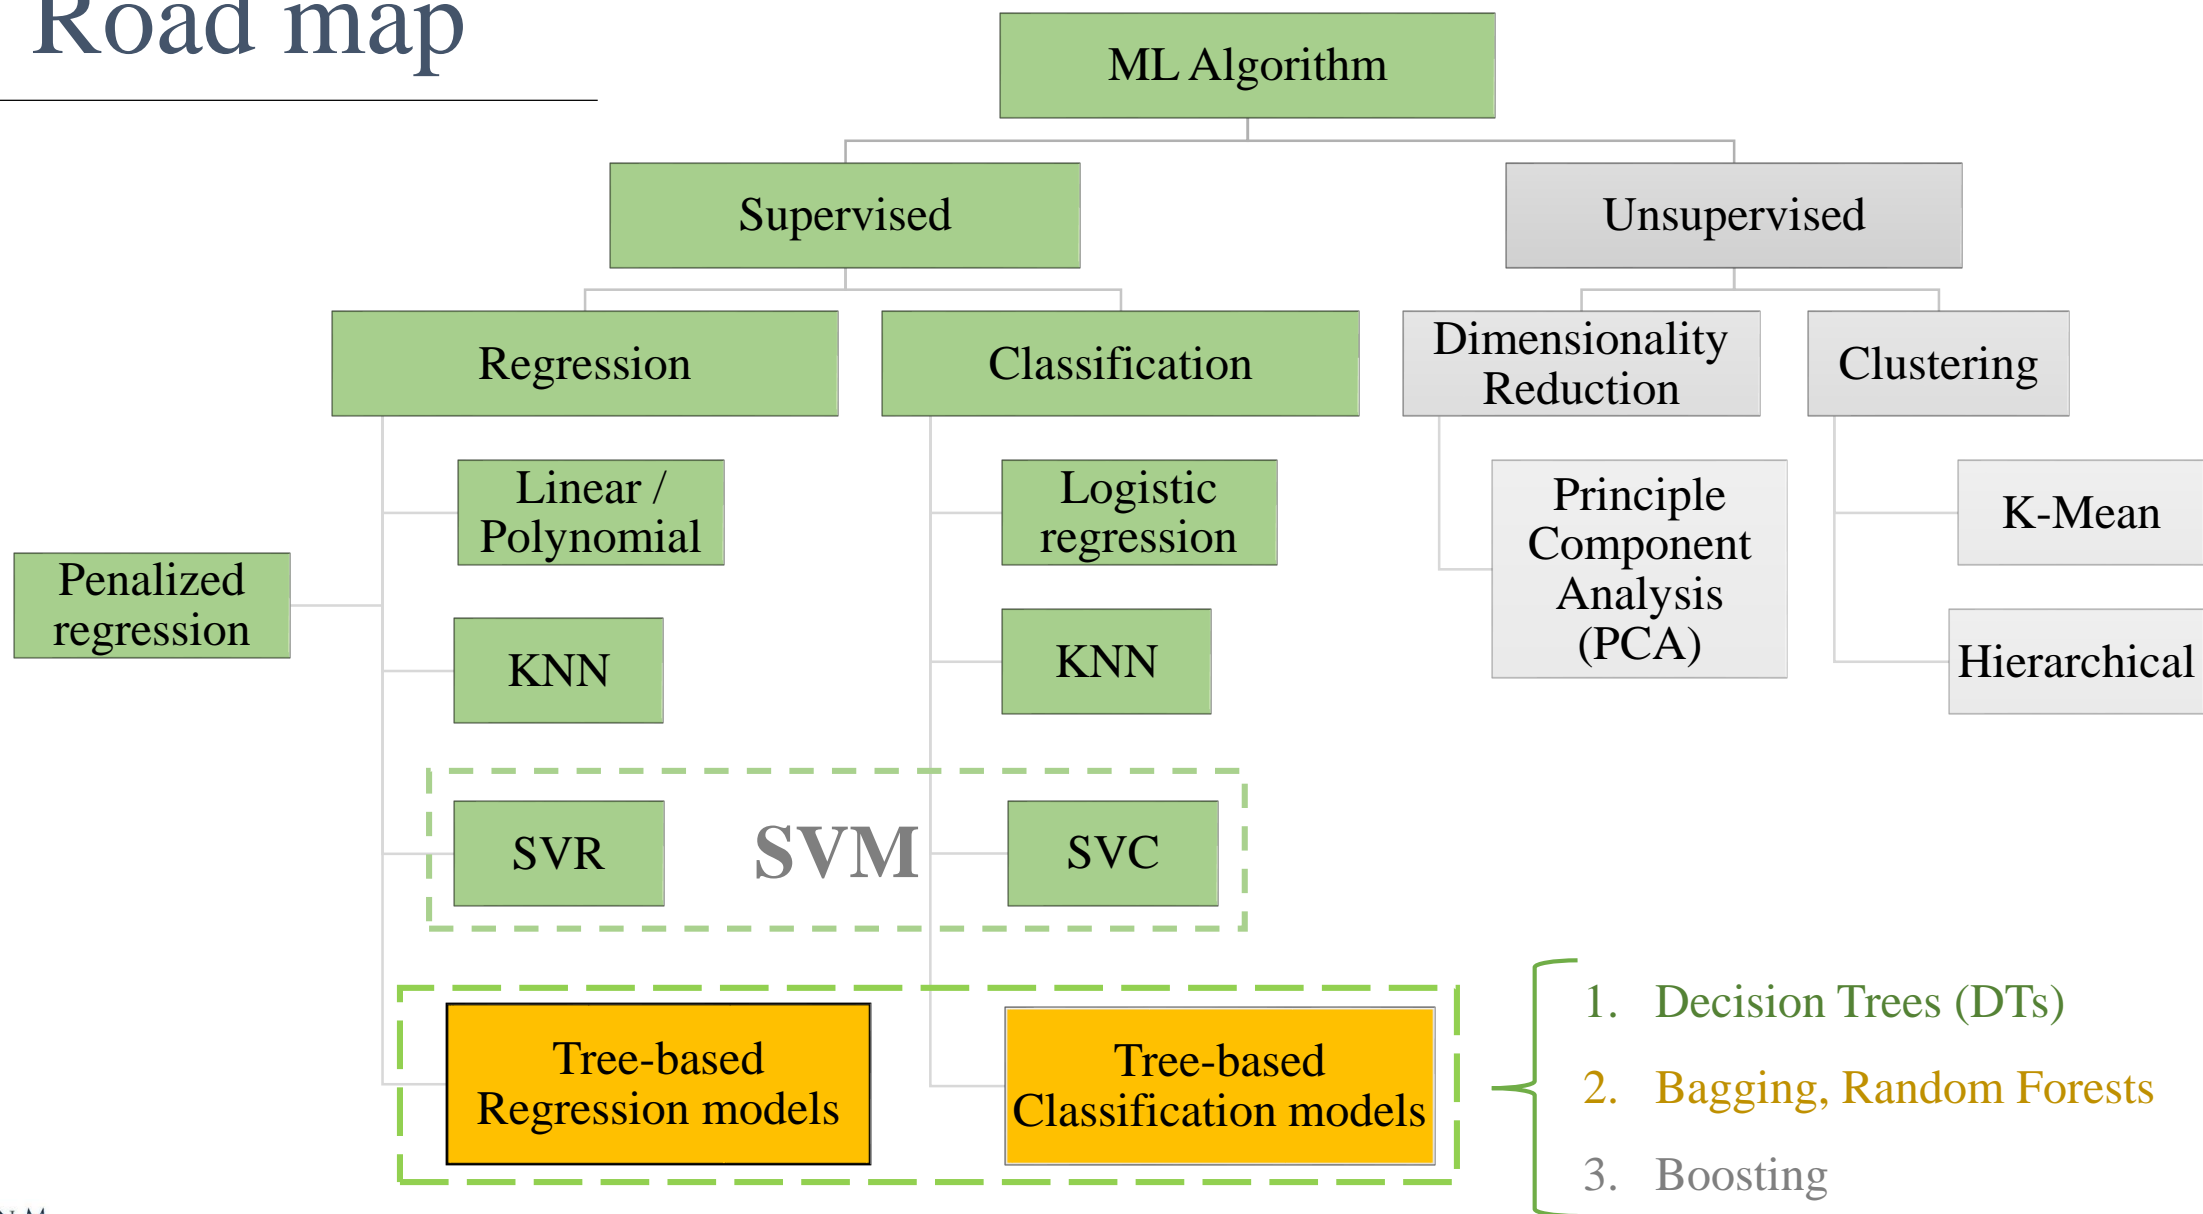 Road map
ML Algorithm
Supervised
Unsupervised
Regression
Classification
Dimensionality
Reduction
Clustering
Linear /
Polynomial
Logistic
regression
Principle
Component
Analysis
(PCA)
K-Mean
Penalized
regression
KNN
KNN
Hierarchical
SVR
SVM
SVC
Tree-based
Regression models
Tree-based
Classification models
1. Decision Trees (DTs)
2. Bagging, Random Forests
3. Boosting